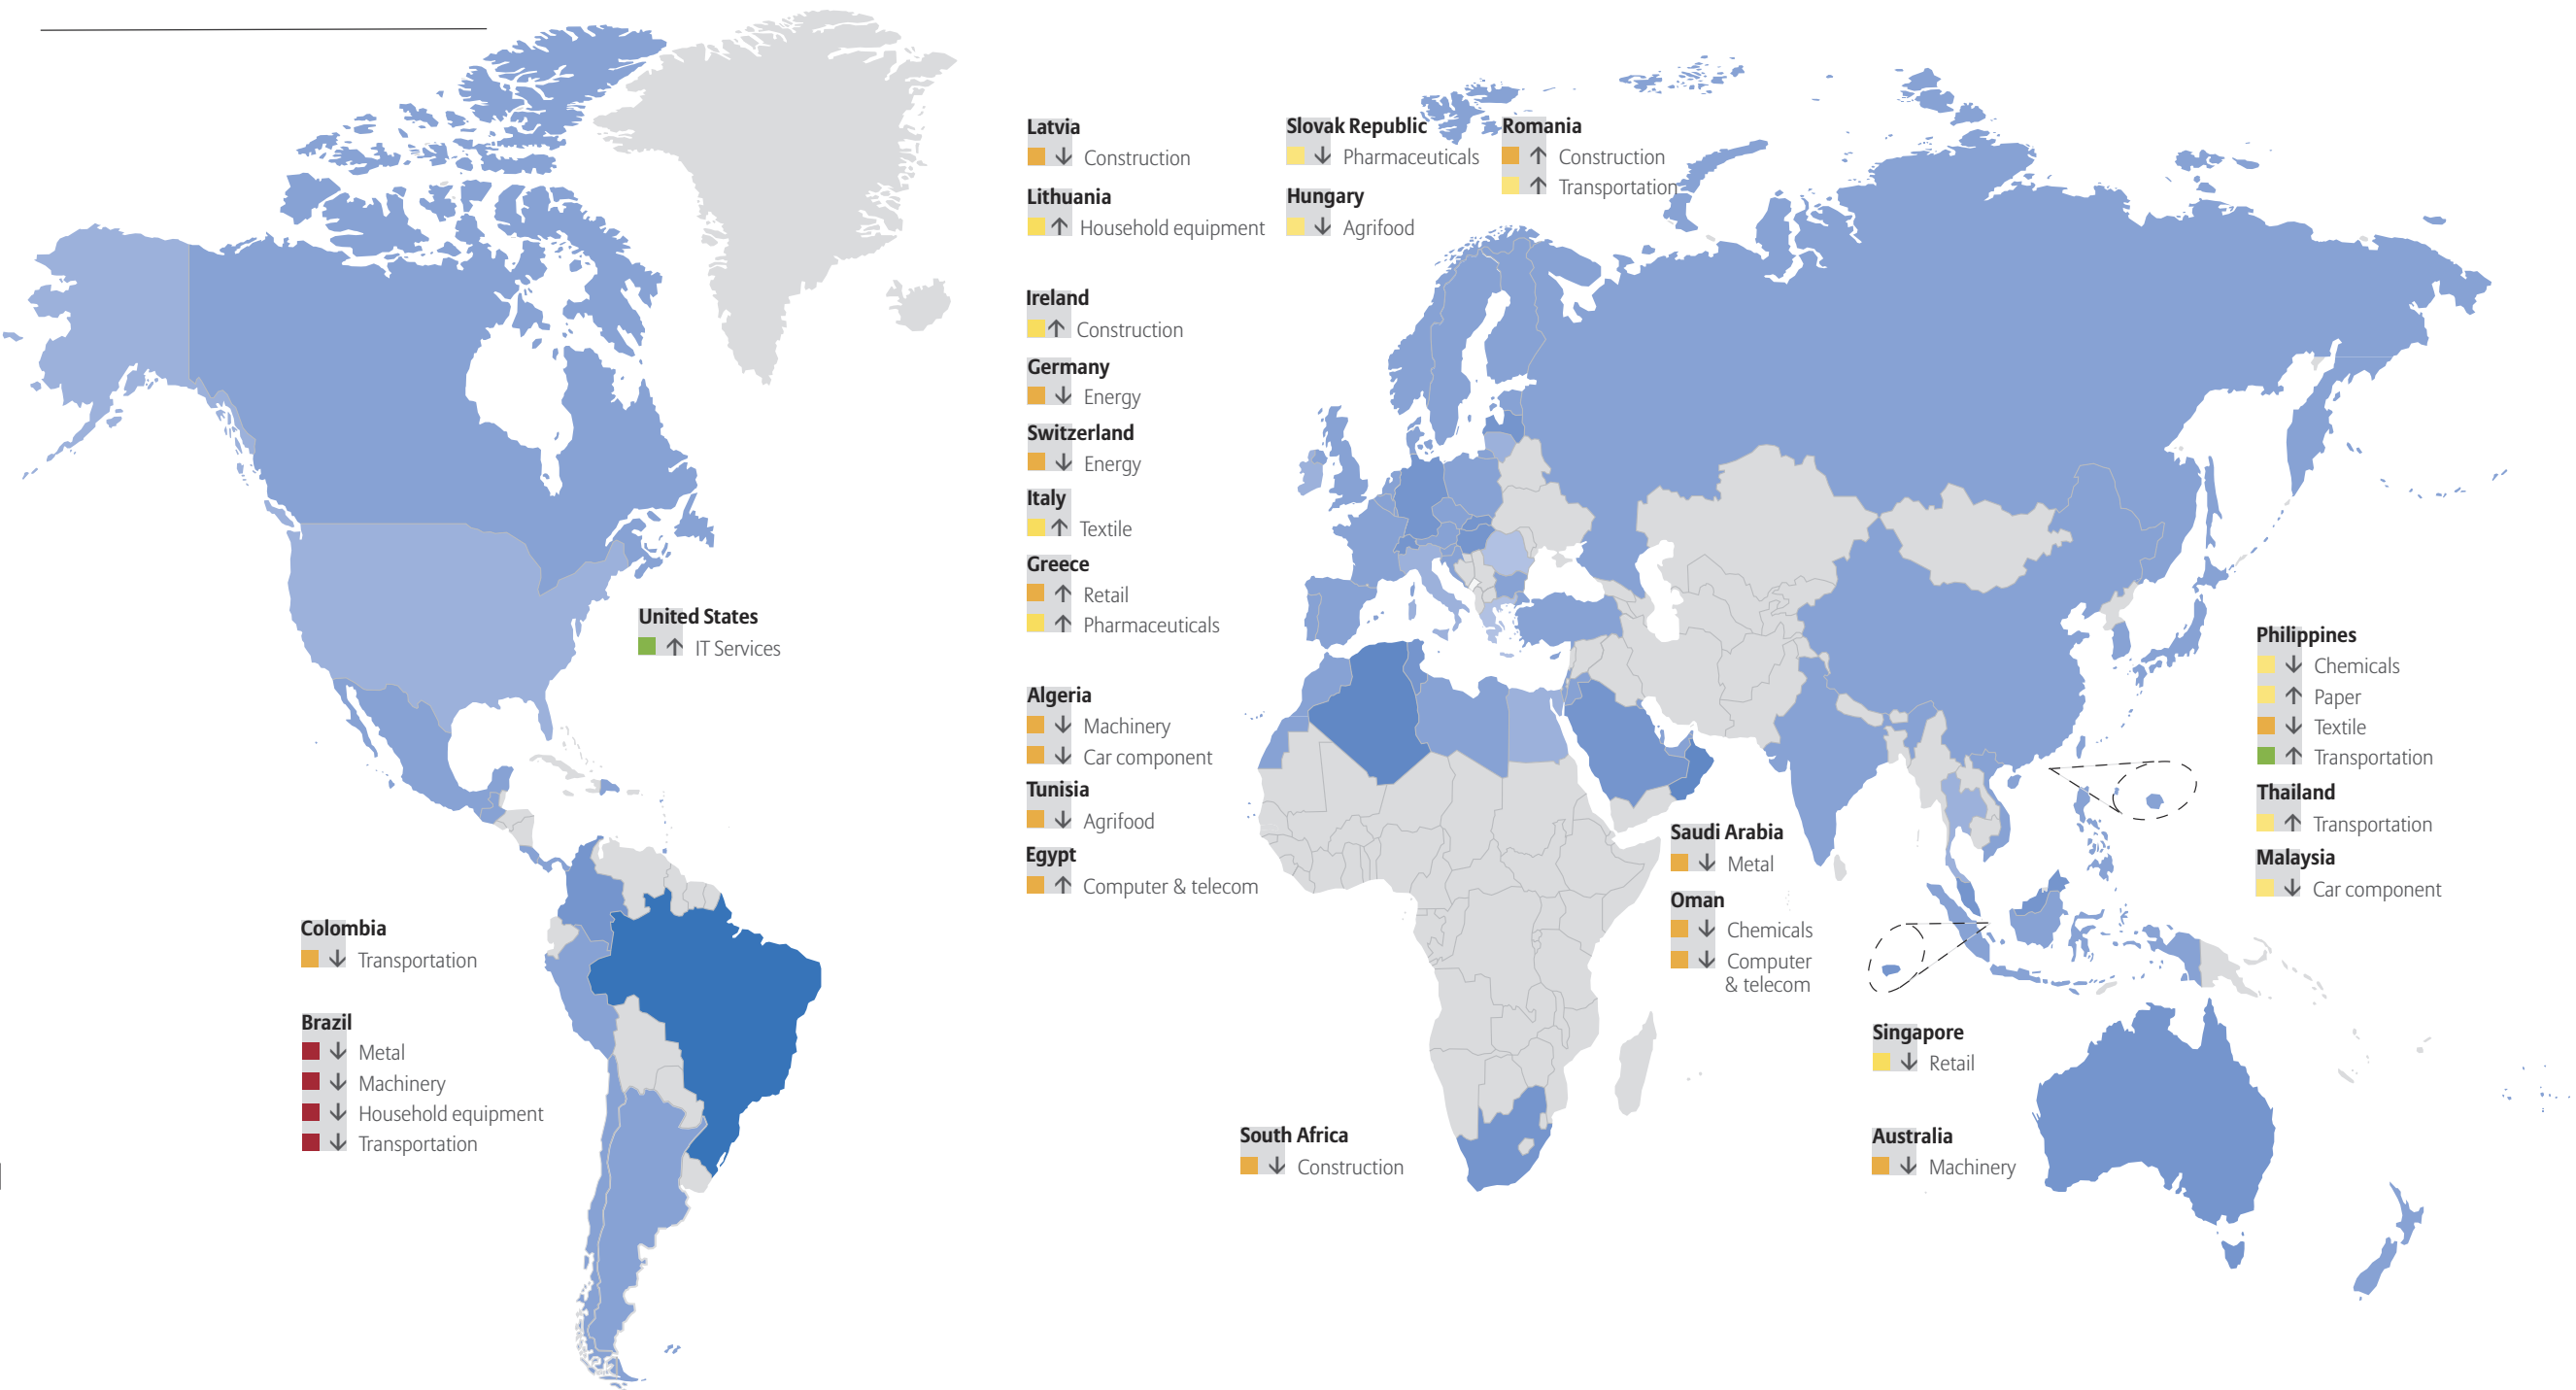 Latvia
Construction
Lithuania
Household equipment
Slovak Republic
Pharmaceuticals
Hungary
Agrifood
Romania
Construction
Transportation
Ireland
Construction
Germany
Energy
Switzerland
Energy
Italy
Textile
Greece
Retail
Pharmaceuticals
United States
IT Services
Algeria
Machinery
Car component
Tunisia
Agrifood
Egypt
Computer & telecom
Philippines
Chemicals
Paper
Textile
Transportation
Thailand
Transportation
Malaysia
Car component
Saudi Arabia
Metal
Oman
Chemicals
Computer
& telecom
Colombia
Transportation
Brazil
Metal
Machinery
Household equipment
Transportation
Singapore
Retail
South Africa
Construction
Australia
Machinery